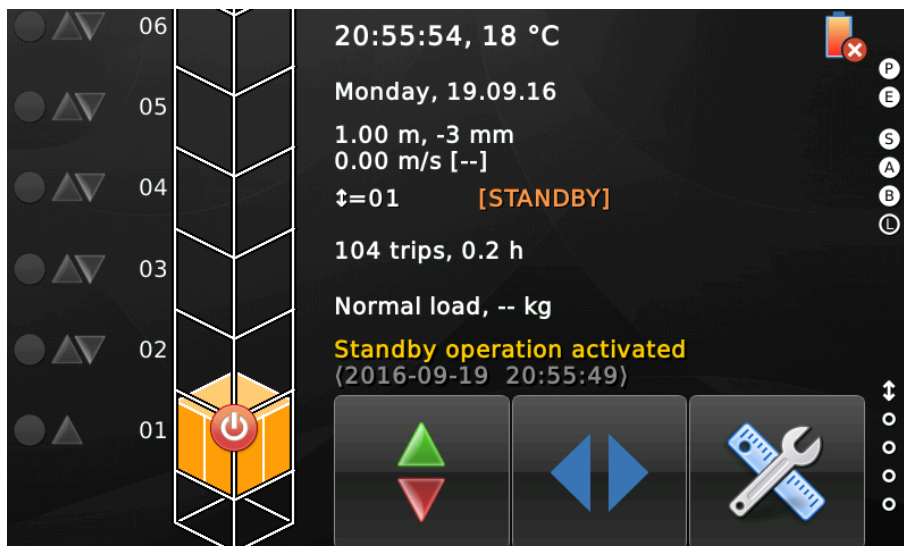 06
05
04
03
02
01
20:55:54, 18 °C
Monday, 19.09.16
1.00 m, -3 mm
0.00 m/s [--]
↕=01 [STANDBY]
104 trips, 0.2 h
Normal load, -- kg
Standby operation activated
(2016-09-19 20:55:49)
P
E
S
A
B
L